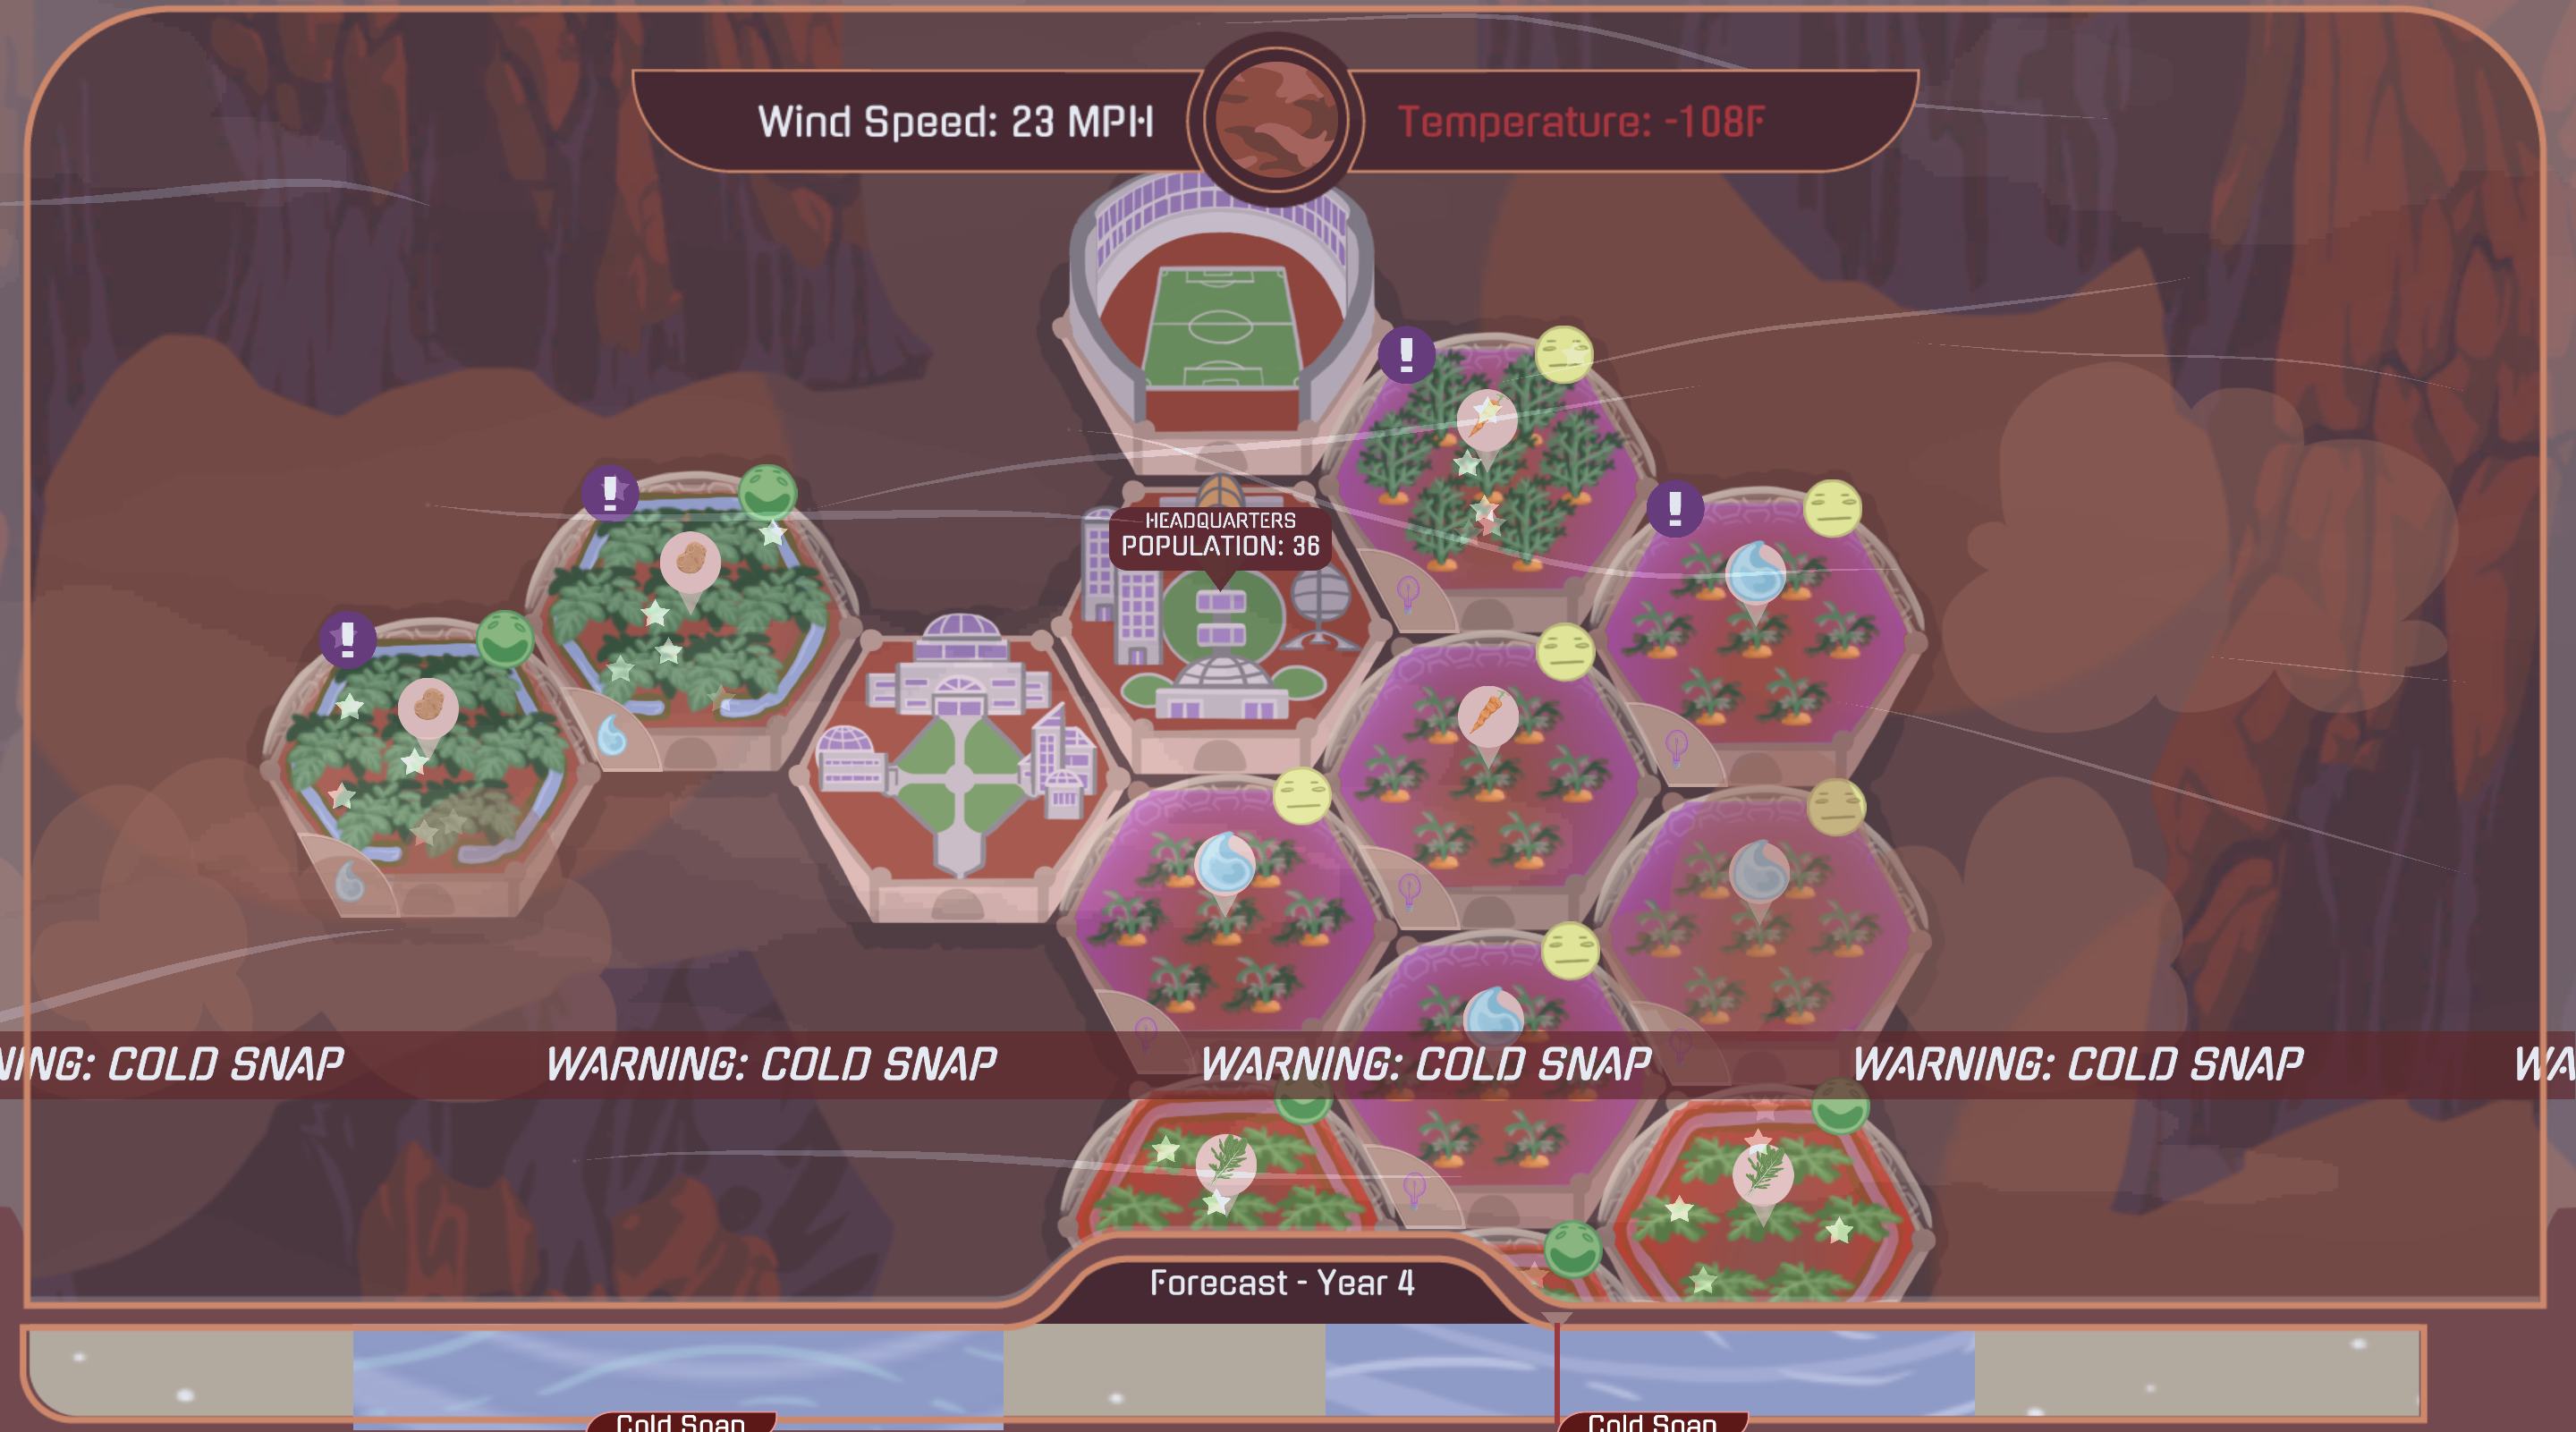 Wind Speed: 23 MPH
Temperature: -108F
!
!
!
HEADQUARTERS
POPULATION: 36
!
NING: COLD SNAP
WARNING: COLD SNAP
WARNING: COLD SNAP
WARNING: COLD SNAP
WA
Forecast - Year 4
Cold Snap
Cold Snap